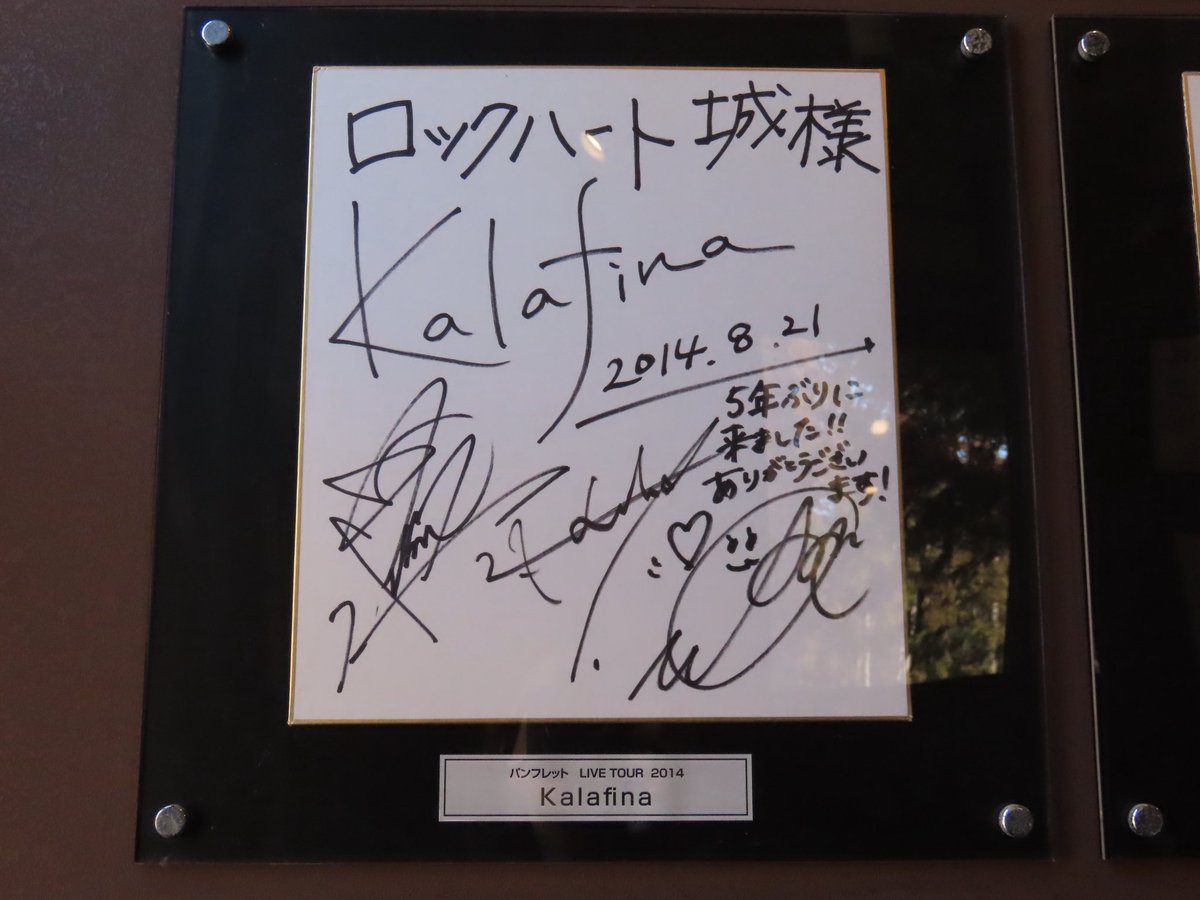 ロックハート城様
Kalafina
2014.8.21
5年ぶりに
来ました!!
ありがとうござい
ます!
パンフレット LIVE TOUR 2014
Kalafina